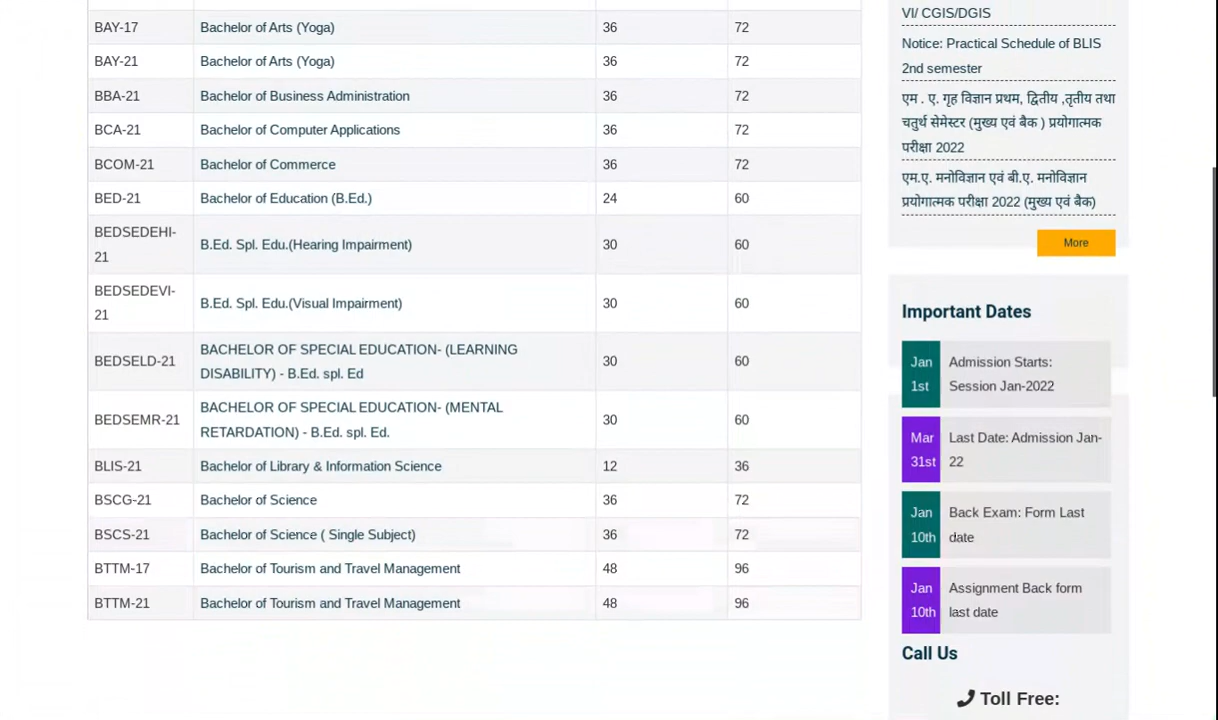 BAY-17 Bachelor of Arts (Yoga) 36 72
BAY-21 Bachelor of Arts (Yoga) 36 72
BBA-21 Bachelor of Business Administration 36 72
BCA-21 Bachelor of Computer Applications 36 72
BCOM-21 Bachelor of Commerce 36 72
BED-21 Bachelor of Education (B.Ed.) 24 60
BEDSEDEHI-
21
B.Ed. Spl. Edu.(Hearing Impairment) 30 60
BEDSEDEVI-
21
B.Ed. Spl. Edu.(Visual Impairment) 30 60
BEDSELD-21
BACHELOR OF SPECIAL EDUCATION- (LEARNING
DISABILITY) - B.Ed. spl. Ed
30 60
BEDSEMR-21
BACHELOR OF SPECIAL EDUCATION- (MENTAL
RETARDATION) - B.Ed. spl. Ed.
30 60
BLIS-21 Bachelor of Library & Information Science 12 36
BSCG-21 Bachelor of Science 36 72
BSCS-21 Bachelor of Science ( Single Subject) 36 72
BTTM-17 Bachelor of Tourism and Travel Management 48 96
BTTM-21 Bachelor of Tourism and Travel Management 48 96
VI/ CGIS/DGIS
Notice: Practical Schedule of BLIS
2nd semester
एम . ए. गृह विज्ञान प्रथम, द्वितीय ,तृतीय तथा
चतुर्थ सेमेस्टर (मुख्य एवं बैक ) प्रयोगात्मक
परीक्षा 2022
एम.ए. मनोविज्ञान एवं बी.ए. मनोविज्ञान
प्रयोगात्मक परीक्षा 2022 (मुख्य एवं बैक)
More
Important Dates
Jan
1st
Admission Starts:
Session Jan-2022
Mar
31st
Last Date: Admission Jan-
22
Jan
10th
Back Exam: Form Last
date
Jan
10th
Assignment Back form
last date
Call Us
Toll Free: